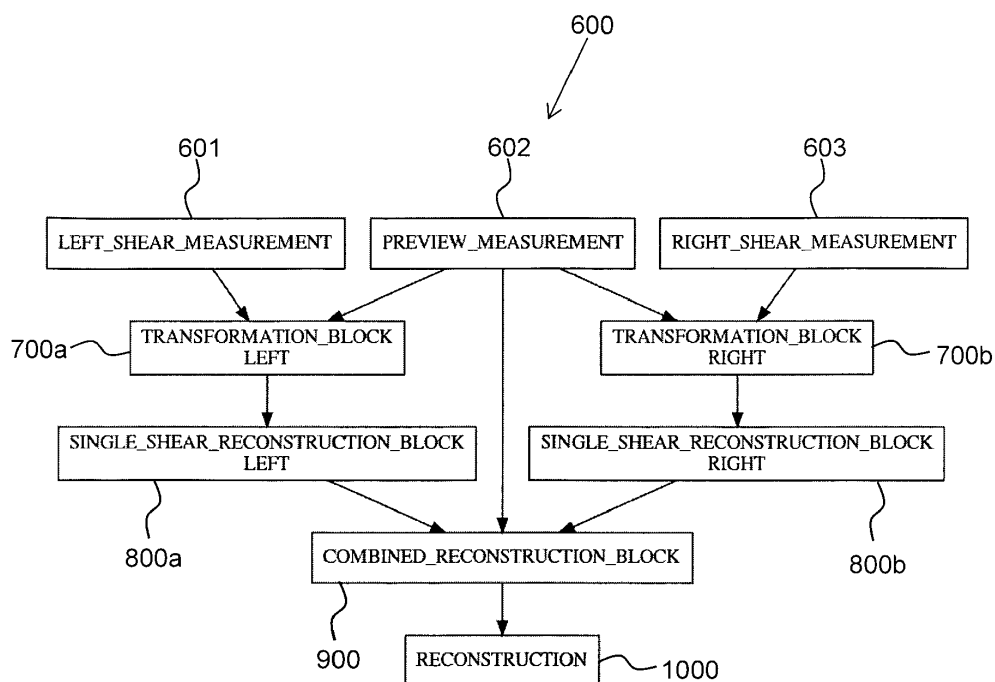 600
601
602
603
LEFT_SHEAR_MEASUREMENT
PREVIEW_MEASUREMENT
RIGHT_SHEAR_MEASUREMENT
700a
TRANSFORMATION_BLOCK
LEFT
TRANSFORMATION_BLOCK
RIGHT
700b
SINGLE_SHEAR_RECONSTRUCTION_BLOCK
LEFT
SINGLE_SHEAR_RECONSTRUCTION_BLOCK
RIGHT
800a
COMBINED_RECONSTRUCTION_BLOCK
800b
900
RECONSTRUCTION
1000